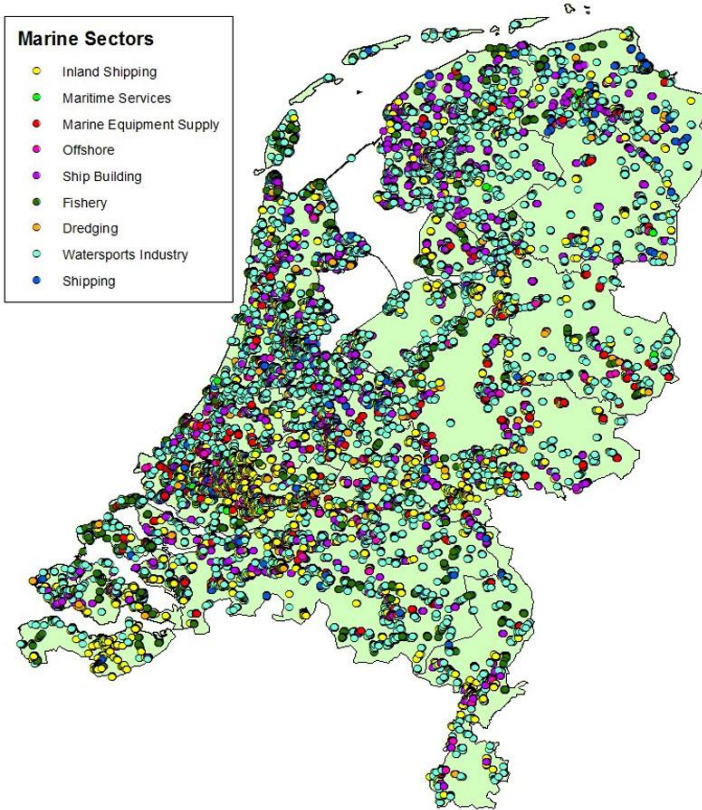 Marine Sectors
Inland Shipping
Maritime Services
Marine Equipment Supply
Offshore
Ship Building
Fishery
Dredging
Watersports Industry
Shipping